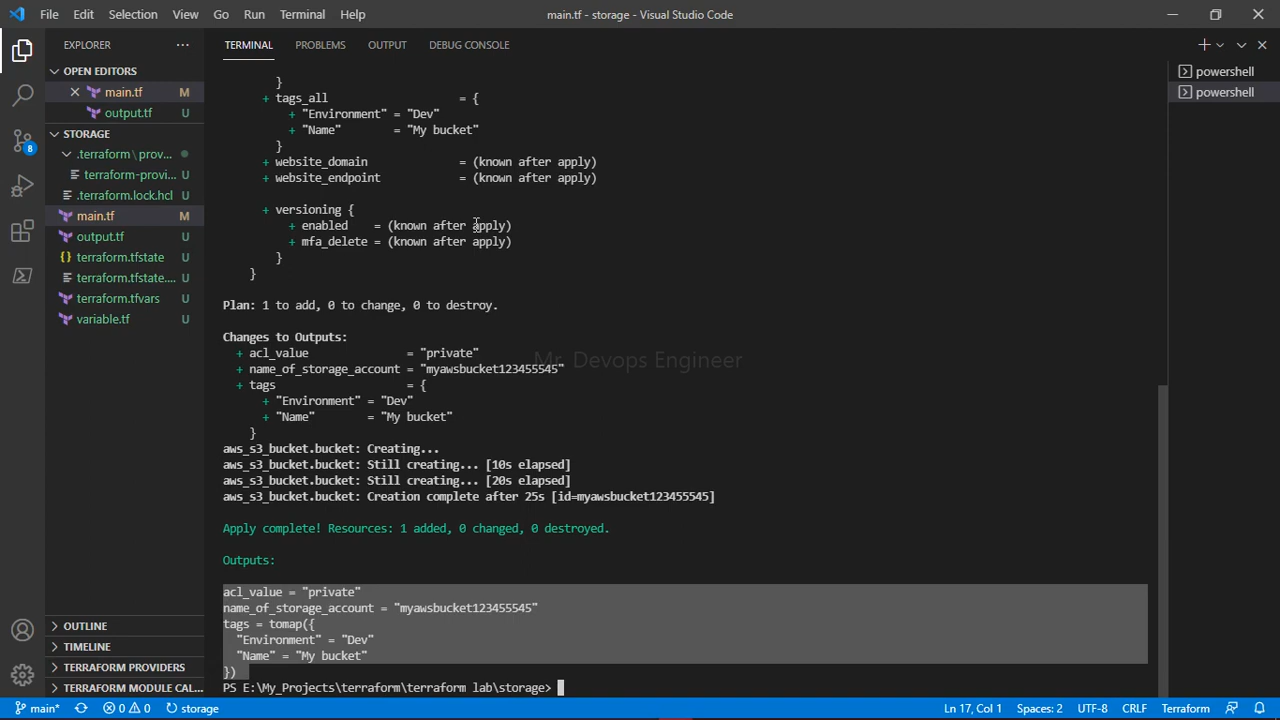 File Edit Selection View Go Run Terminal Help
main.tf - storage - Visual Studio Code
EXPLORER
OPEN EDITORS
main.tf M
output.tf U
STORAGE
.terraform \ prov...
terraform-provi... U
.terraform.lock.hcl U
main.tf M
output.tf U
terraform.tfstate U
terraform.tfstate.... U
terraform.tfvars U
variable.tf U
OUTLINE
TIMELINE
TERRAFORM PROVIDERS
TERRAFORM MODULE CAL...
8
TERMINAL PROBLEMS OUTPUT DEBUG CONSOLE
}
+ tags_all = {
+ "Environment" = "Dev"
+ "Name" = "My bucket"
}
+ website_domain = (known after apply)
+ website_endpoint = (known after apply)
+ versioning {
+ enabled = (known after apply)
+ mfa_delete = (known after apply)
}
}
Plan: 1 to add, 0 to change, 0 to destroy.
Changes to Outputs:
+ acl_value = "private"
+ name_of_storage_account = "myawsbucket123455545"
+ tags = {
+ "Environment" = "Dev"
+ "Name" = "My bucket"
}
aws_s3_bucket.bucket: Creating...
aws_s3_bucket.bucket: Still creating... [10s elapsed]
aws_s3_bucket.bucket: Still creating... [20s elapsed]
aws_s3_bucket.bucket: Creation complete after 25s [id=myawsbucket123455545]
Apply complete! Resources: 1 added, 0 changed, 0 destroyed.
Outputs:
acl_value = "private"
name_of_storage_account = "myawsbucket123455545"
tags = tomap({
"Environment" = "Dev"
"Name" = "My bucket"
})
PS E:\My_Projects\terraform\terraform lab\storage>
Mr. Devops Engineer
powershell
powershell
main* 0 0 storage
Ln 17, Col 1 Spaces: 2 UTF-8 CRLF Terraform